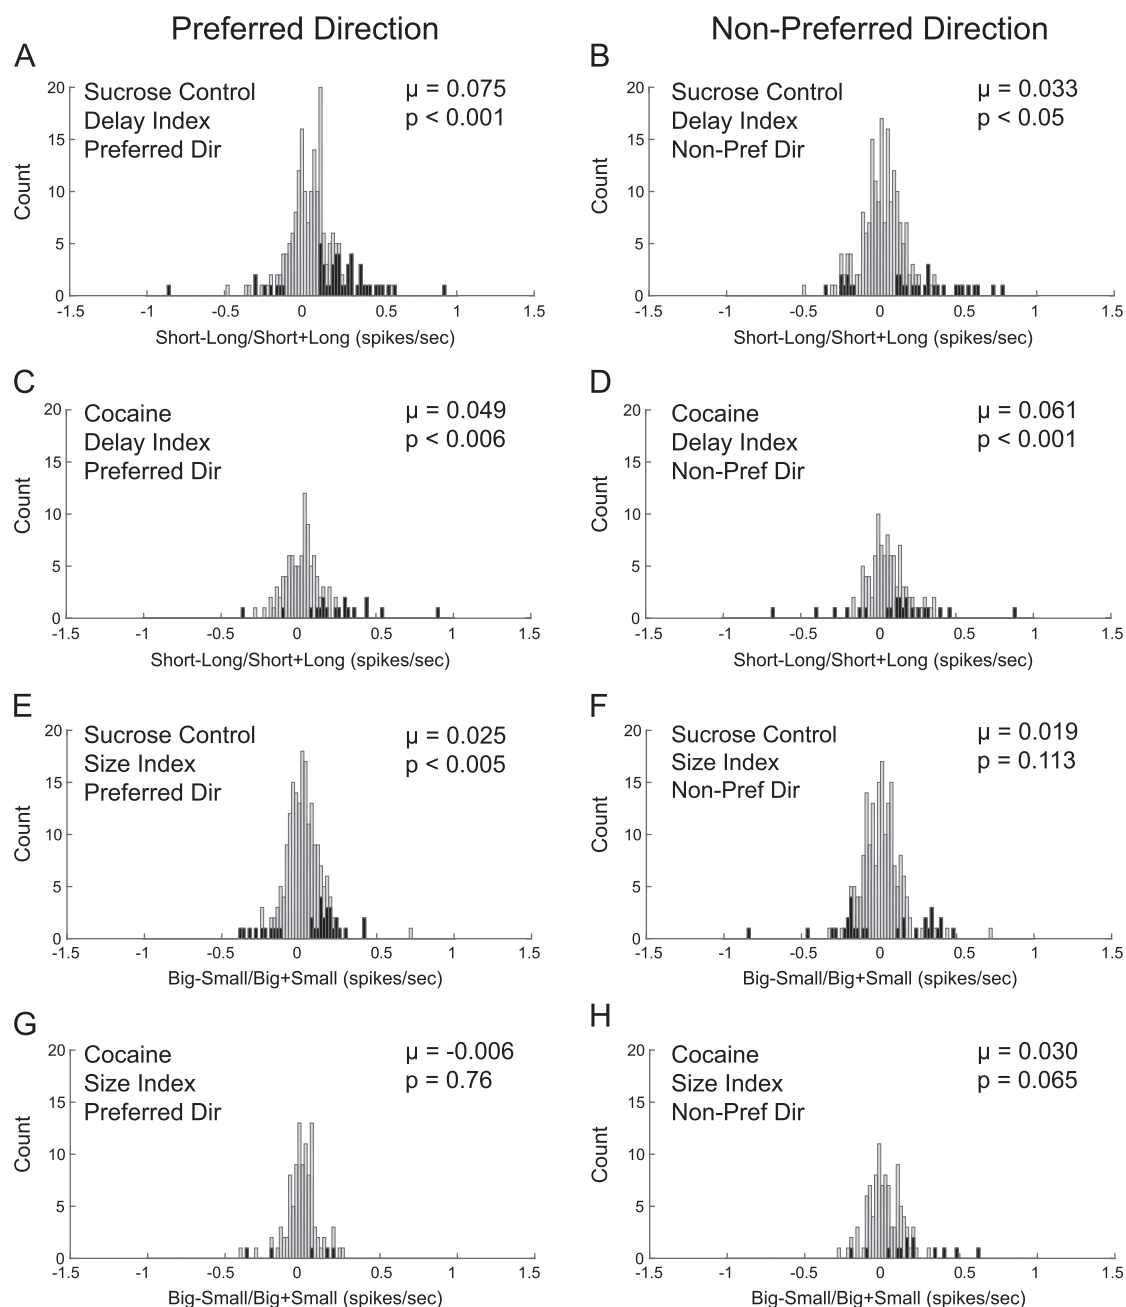 Preferred Direction
Non-Preferred Direction
A
Sucrose Control
Delay Index
Preferred Dir
µ = 0.075
p < 0.001
Count
20
15
10
5
0
-1.5
-1
-0.5
0
0.5
1
1.5
Short-Long/Short+Long (spikes/sec)
B
Sucrose Control
Delay Index
Non-Pref Dir
µ = 0.033
p < 0.05
Count
20
15
10
5
0
-1.5
-1
-0.5
0
0.5
1
1.5
Short-Long/Short+Long (spikes/sec)
C
Cocaine
Delay Index
Preferred Dir
µ = 0.049
p < 0.006
Count
20
15
10
5
0
-1.5
-1
-0.5
0
0.5
1
1.5
Short-Long/Short+Long (spikes/sec)
D
Cocaine
Delay Index
Non-Pref Dir
µ = 0.061
p < 0.001
Count
20
15
10
5
0
-1.5
-1
-0.5
0
0.5
1
1.5
Short-Long/Short+Long (spikes/sec)
E
Sucrose Control
Size Index
Preferred Dir
µ = 0.025
p < 0.005
Count
20
15
10
5
0
-1.5
-1
-0.5
0
0.5
1
1.5
Big-Small/Big+Small (spikes/sec)
F
Sucrose Control
Size Index
Non-Pref Dir
µ = 0.019
p = 0.113
Count
20
15
10
5
0
-1.5
-1
-0.5
0
0.5
1
1.5
Big-Small/Big+Small (spikes/sec)
G
Cocaine
Size Index
Preferred Dir
µ = -0.006
p = 0.76
Count
20
15
10
5
0
-1.5
-1
-0.5
0
0.5
1
1.5
Big-Small/Big+Small (spikes/sec)
H
Cocaine
Size Index
Non-Pref Dir
µ = 0.030
p = 0.065
Count
20
15
10
5
0
-1.5
-1
-0.5
0
0.5
1
1.5
Big-Small/Big+Small (spikes/sec)